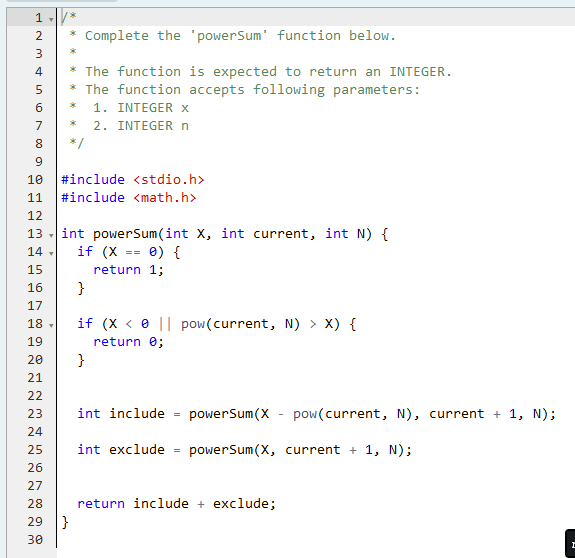 1 /*
2  * Complete the 'powerSum' function below.
3  *
4  * The function is expected to return an INTEGER.
5  * The function accepts following parameters:
6  *  1. INTEGER x
7  *  2. INTEGER n
8  */
9
10 #include <stdio.h>
11 #include <math.h>
12
13 int powerSum(int X, int current, int N) {
14   if (X == 0) {
15     return 1;
16   }
17
18   if (X < 0 || pow(current, N) > X) {
19     return 0;
20   }
21
22
23   int include = powerSum(X - pow(current, N), current + 1, N);
24
25   int exclude = powerSum(X, current + 1, N);
26
27
28   return include + exclude;
29 }
30